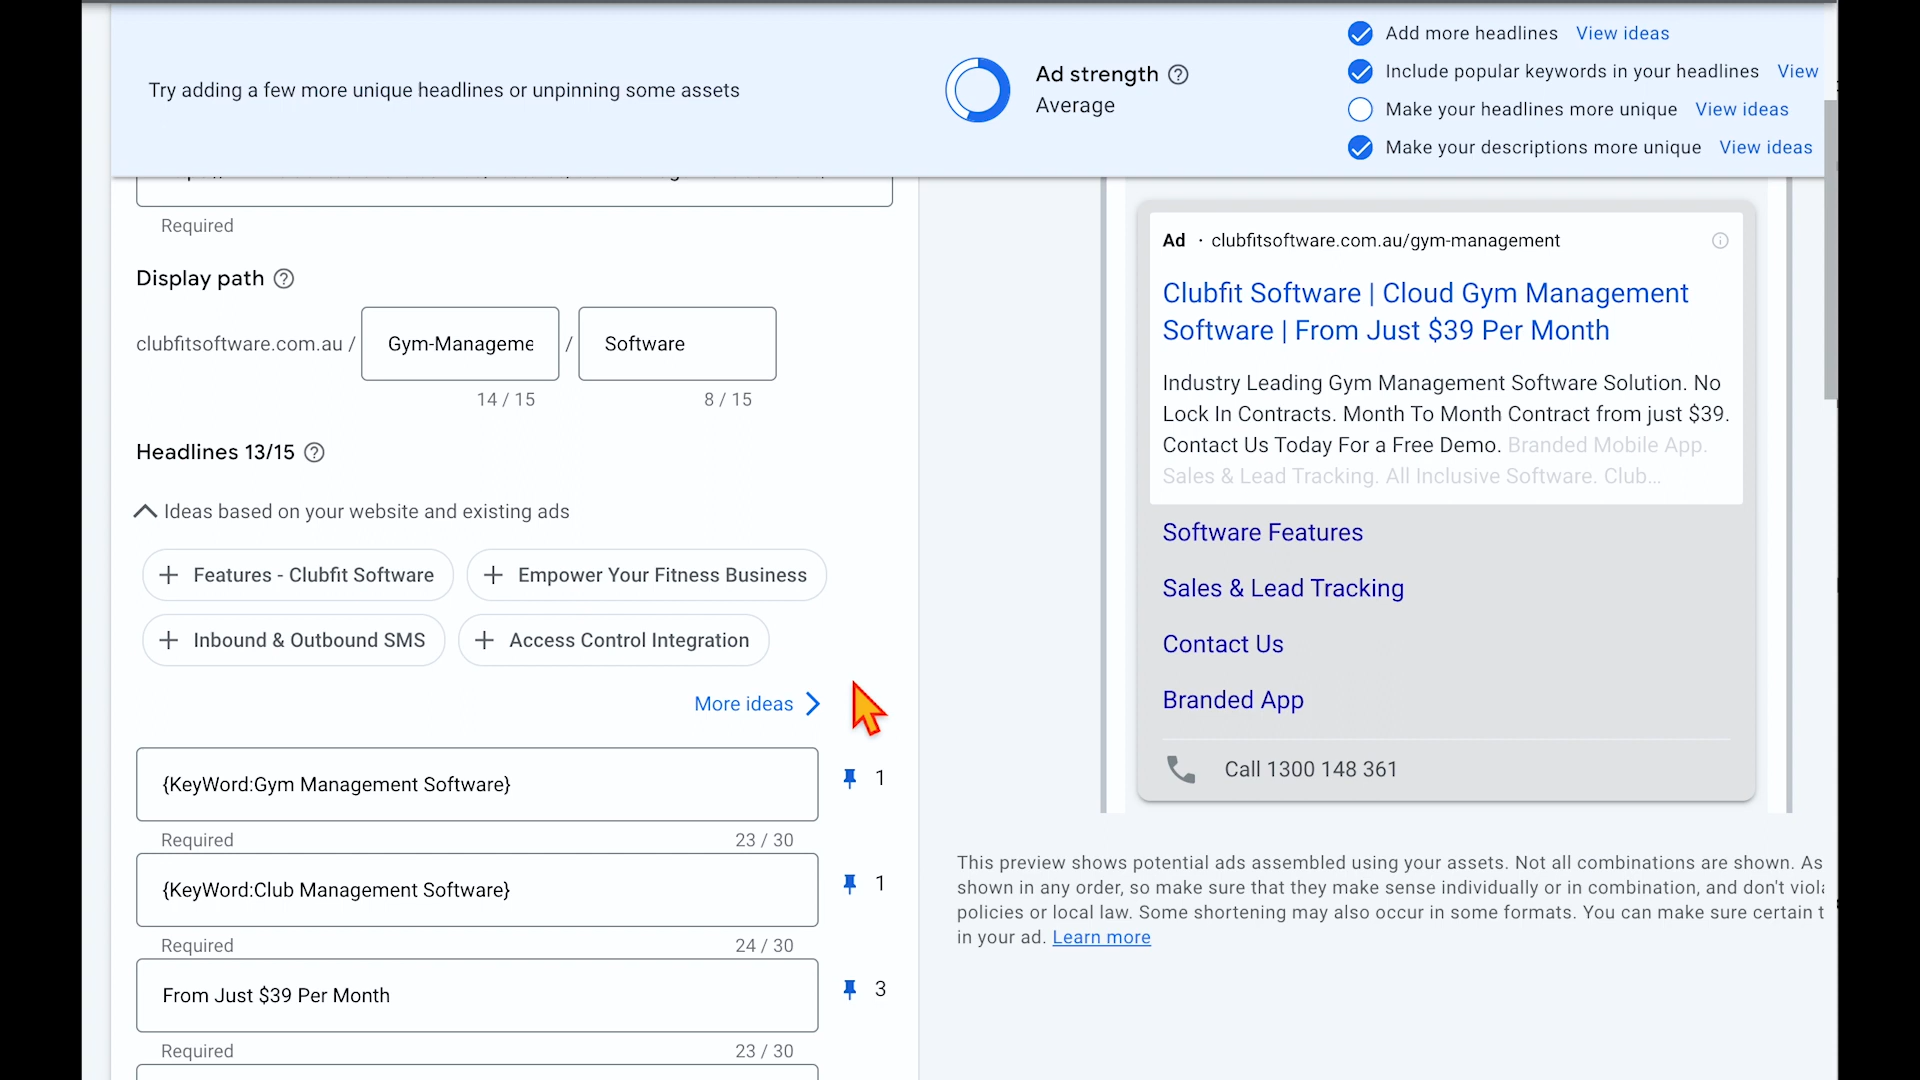 Try adding a few more unique headlines or unpinning some assets
Ad strength
Average
Add more headlines View ideas
Include popular keywords in your headlines View
Make your headlines more unique View ideas
Make your descriptions more unique View ideas
Required
Display path
clubfitsoftware.com.au / Gym-Manageme / Software
14 / 15 8 / 15
Headlines 13/15
Ideas based on your website and existing ads
Features - Clubfit Software
Empower Your Fitness Business
Inbound & Outbound SMS
Access Control Integration
More ideas
{KeyWord:Gym Management Software} 1
Required 23 / 30
{KeyWord:Club Management Software} 1
Required 24 / 30
From Just $39 Per Month 3
Required 23 / 30
Ad · clubfitsoftware.com.au/gym-management
Clubfit Software | Cloud Gym Management
Software | From Just $39 Per Month
Industry Leading Gym Management Software Solution. No
Lock In Contracts. Month To Month Contract from just $39.
Contact Us Today For a Free Demo. Branded Mobile App.
Sales & Lead Tracking. All Inclusive Software. Club...
Software Features
Sales & Lead Tracking
Contact Us
Branded App
Call 1300 148 361
This preview shows potential ads assembled using your assets. Not all combinations are shown. As
shown in any order, so make sure that they make sense individually or in combination, and don't viol
policies or local law. Some shortening may also occur in some formats. You can make sure certain t
in your ad. Learn more